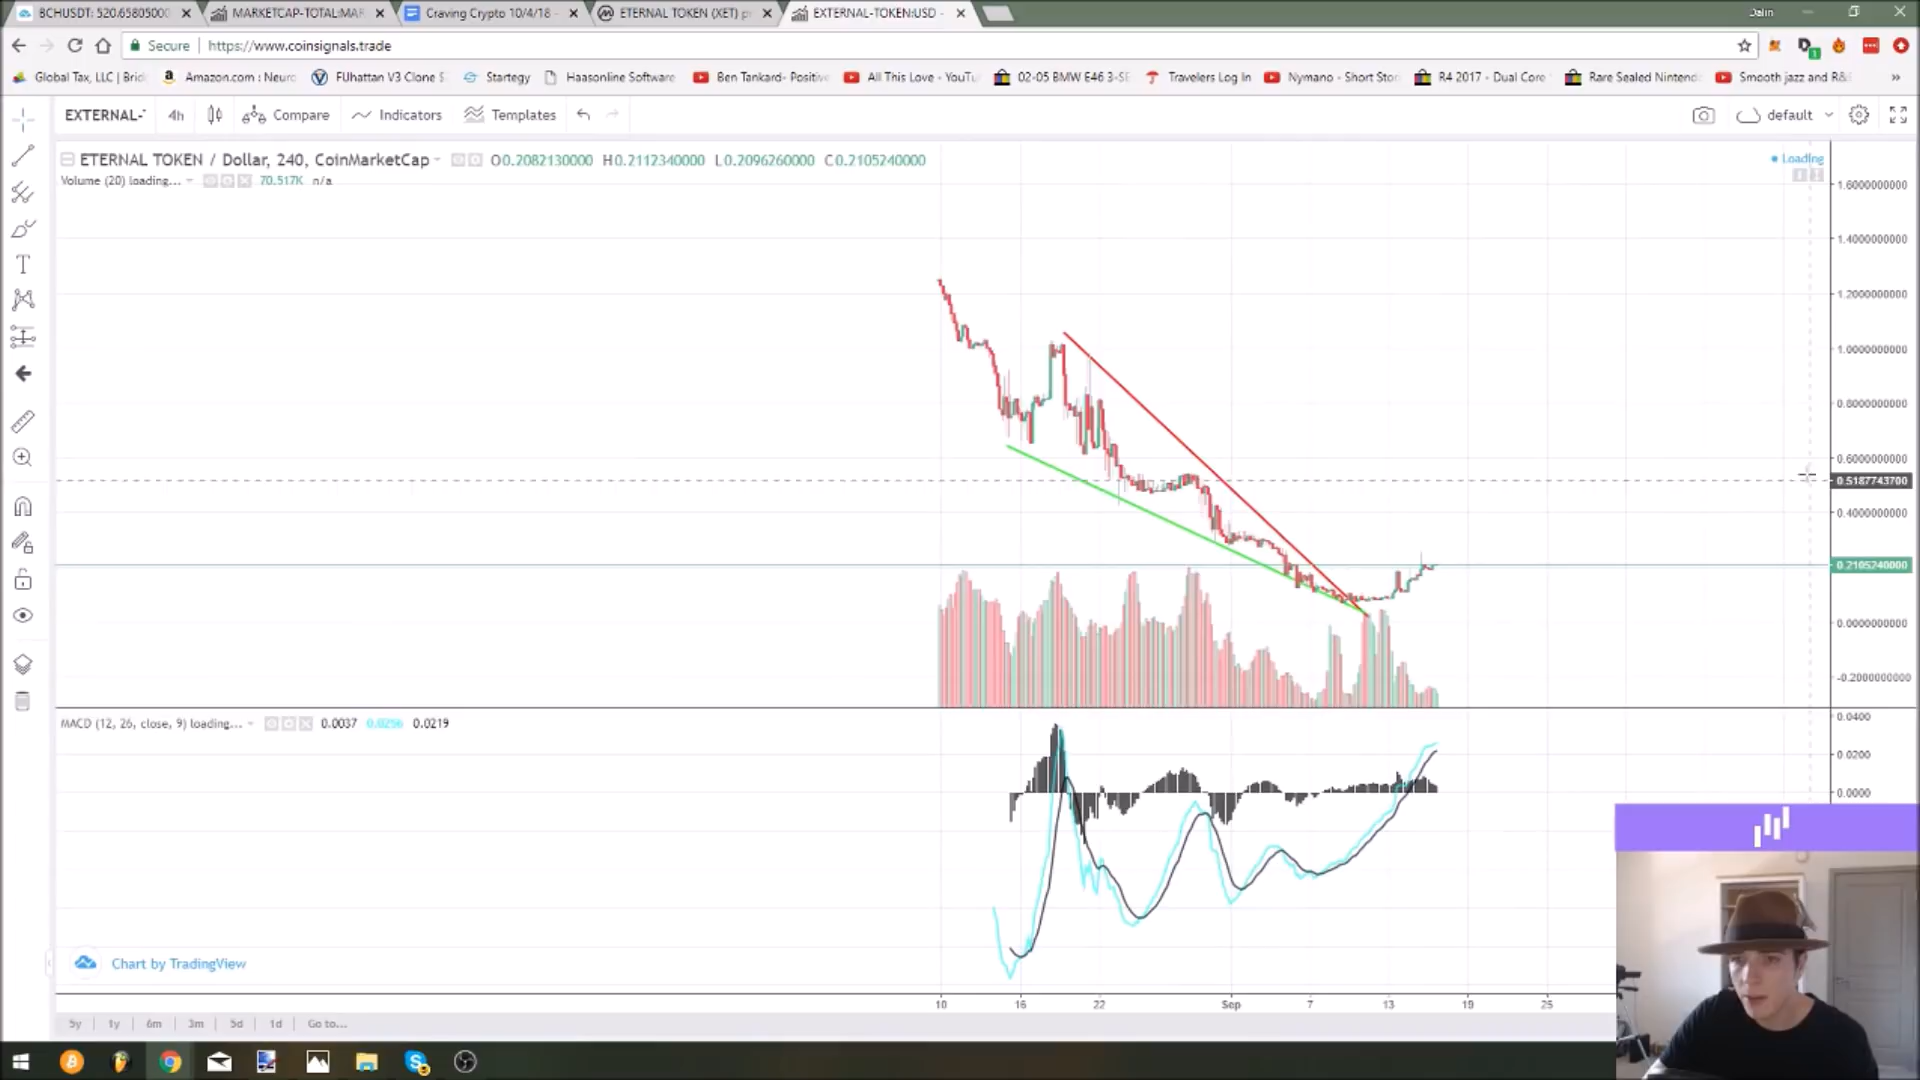 BCHUSDT: 520.65805000
MARKETCAP-TOTAL:MAR
Craving Crypto 10/4/18 -
ETERNAL TOKEN (XET) p
EXTERNAL-TOKEN:USD -
Dalin
Secure
https://www.coinsignals.trade
1
Global Tax, LLC | Brid
Amazon.com : Neuro
FUhattan V3 Clone $
Startegy
Haasonline Software
Ben Tankard- Positive
All This Love - YouTu
02-05 BMW E46 3-SE
Travelers Log In
Nymano - Short Stor
R4 2017 - Dual Core
Rare Sealed Nintend
Smooth jazz and R&
»
EXTERNAL-T
4h
Compare
Indicators
Templates
default
ETERNAL TOKEN / Dollar, 240, CoinMarketCap
O0.2082130000 H0.2112340000 L0.2096260000 C0.2105240000
Loading
Volume (20) loading...
70.517K n/a
1.6000000000
1.4000000000
1.2000000000
1.0000000000
0.8000000000
0.6000000000
0.5187743700
0.4000000000
0.2105240000
0.0000000000
-0.2000000000
MACD (12, 26, close, 9) loading...
0.0037 0.0256 0.0219
0.0400
0.0200
0.0000
Chart by TradingView
10 16 22 Sep 7 13 19 25
5y 1y 6m 3m 5d 1d Go to...